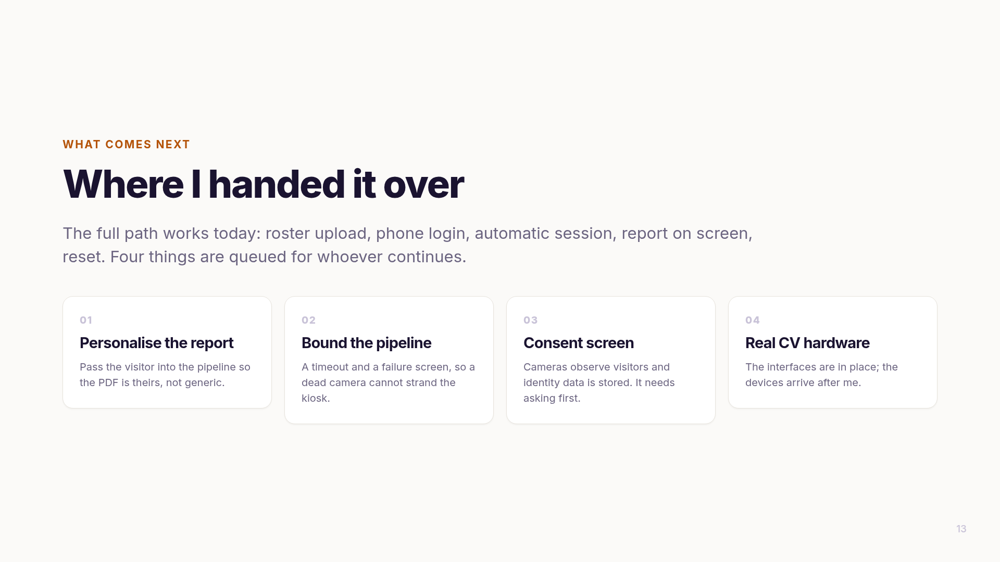 WHAT COMES NEXT
Where I handed it over
The full path works today: roster upload, phone login, automatic session, report on screen,
reset. Four things are queued for whoever continues.
01
Personalise the report
Pass the visitor into the pipeline so
the PDF is theirs, not generic.
02
Bound the pipeline
A timeout and a failure screen, so a
dead camera cannot strand the
kiosk.
03
Consent screen
Cameras observe visitors and
identity data is stored. It needs
asking first.
04
Real CV hardware
The interfaces are in place; the
devices arrive after me.
13